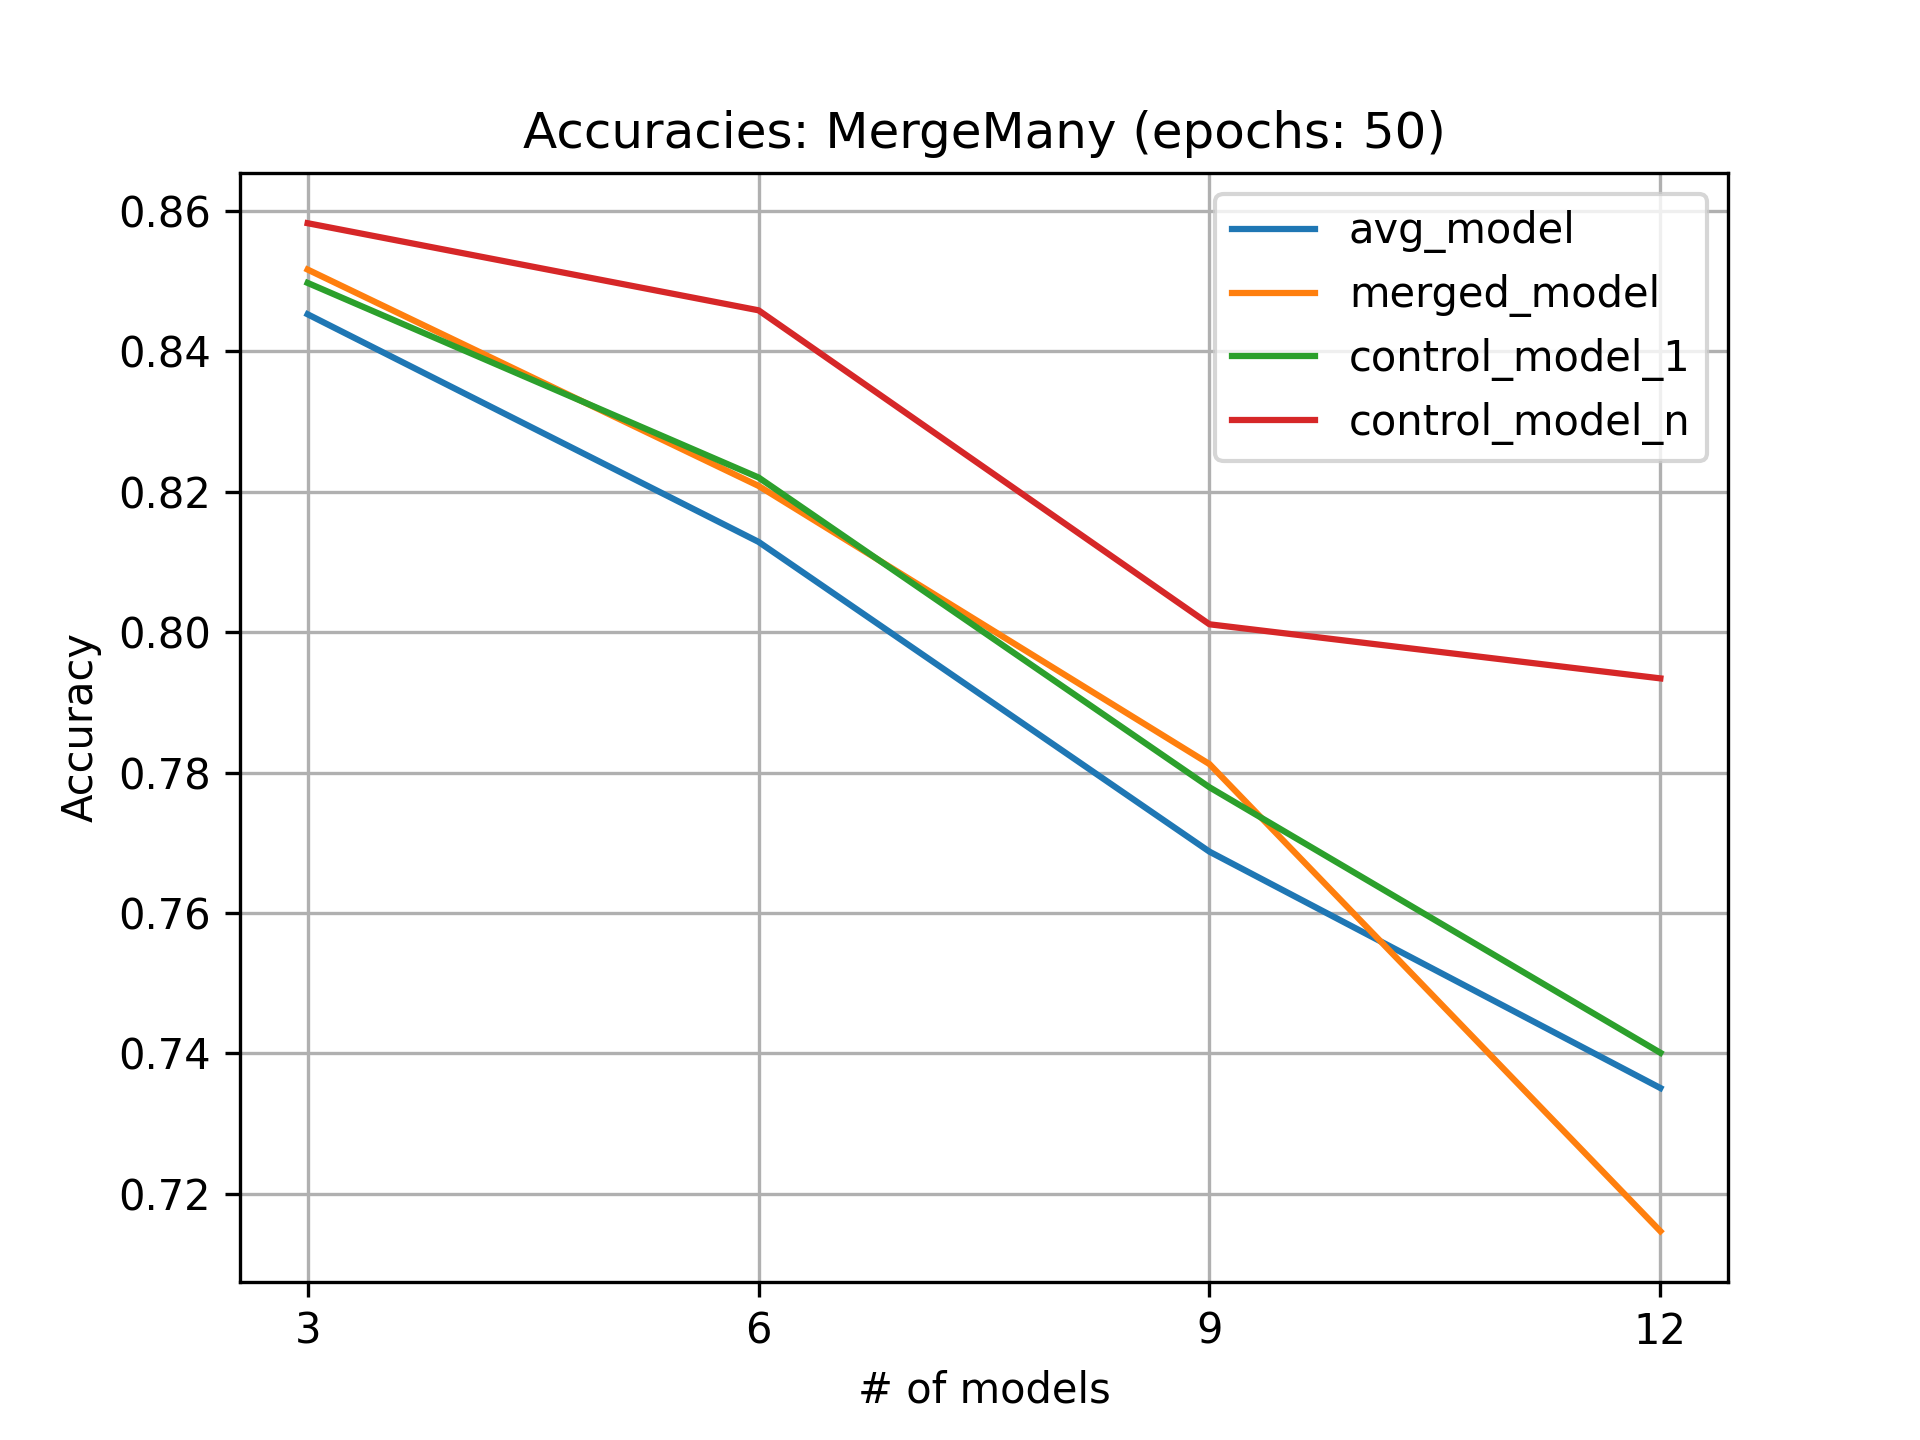 Accuracies: MergeMany (epochs: 50)
0.86
0.84
0.82
0.80
0.78
0.76
0.74
0.72
Accuracy
avg_model
merged_model
control_model_1
control_model_n
3
6
9
12
# of models